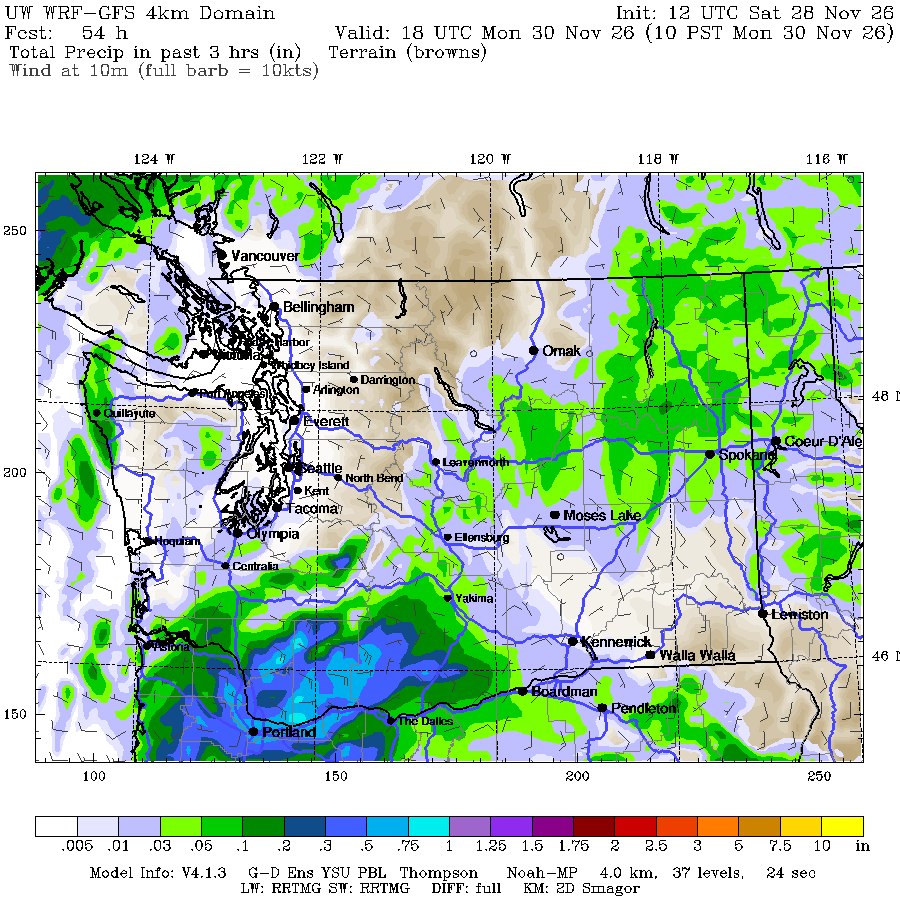 UW WRF-GFS 4km Domain Init: 12 UTC Sat 28 Nov 26
Fcst: 54 h Valid: 18 UTC Mon 30 Nov 26 (10 PST Mon 30 Nov 26)
Total Precip in past 3 hrs (in) Terrain (browns)
Wind at 10m (full barb = 10kts)
124 W 122 W 120 W 118 W 116 W
250
Vancouver
Bellingham
Harbor
Omak
Victoria
Whidbey Island
Darrington
Arlington
Port Angeles
48 N
Quillayute
Everett
Coeur D'Ale
Spokane
Leavenworth
200
Seattle
North Bend
Kent
Tacoma
Moses Lake
Olympia
Hoquiam
Ellensburg
Centralia
Yakima
Lewiston
Kennewick
Astoria
Walla Walla
46 N
Boardman
Pendleton
150
The Dalles
Portland
100 150 200 250
.005 .01 .03 .05 .1 .2 .3 .5 .75 1 1.25 1.5 1.75 2 2.5 3 5 7.5 10 in
Model Info: V4.1.3 G-D Ens YSU PBL Thompson Noah-MP 4.0 km, 37 levels, 24 sec
LW: RRTMG SW: RRTMG DIFF: full KM: 2D Smagor